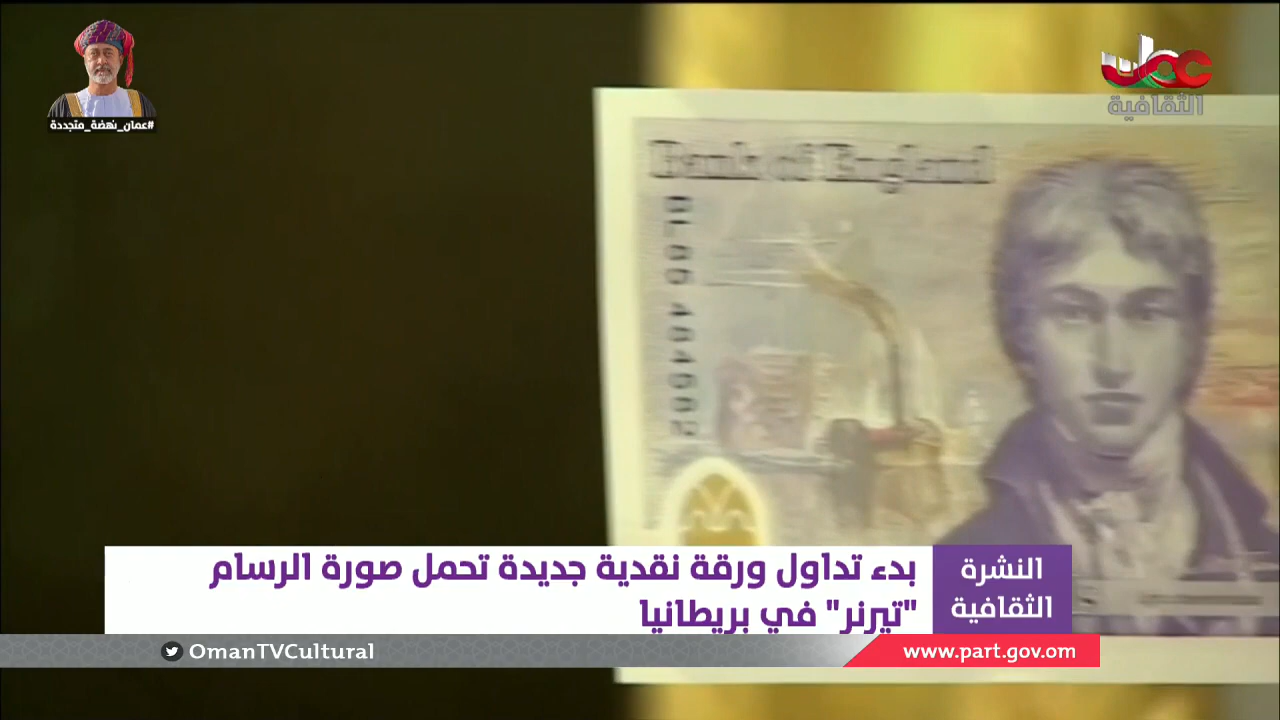 #عمان_نهضة_متجددة
عمان
الثقافية
Bank of England
النشرة
الثقافية
بدء تداول ورقة نقدية جديدة تحمل صورة الرسام
"تيرنر" في بريطانيا
OmanTVCultural
www.part.gov.om